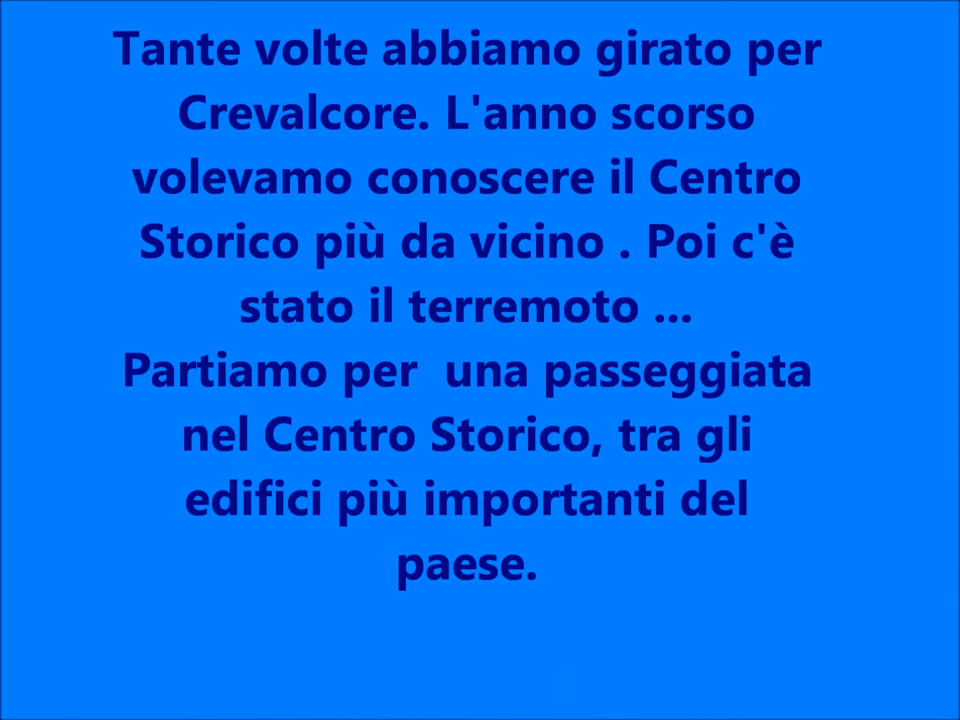 Tante volte abbiamo girato per
Crevalcore. L'anno scorso
volevamo conoscere il Centro
Storico più da vicino . Poi c'è
stato il terremoto ...
Partiamo per  una passeggiata
nel Centro Storico, tra gli
edifici più importanti del
paese.